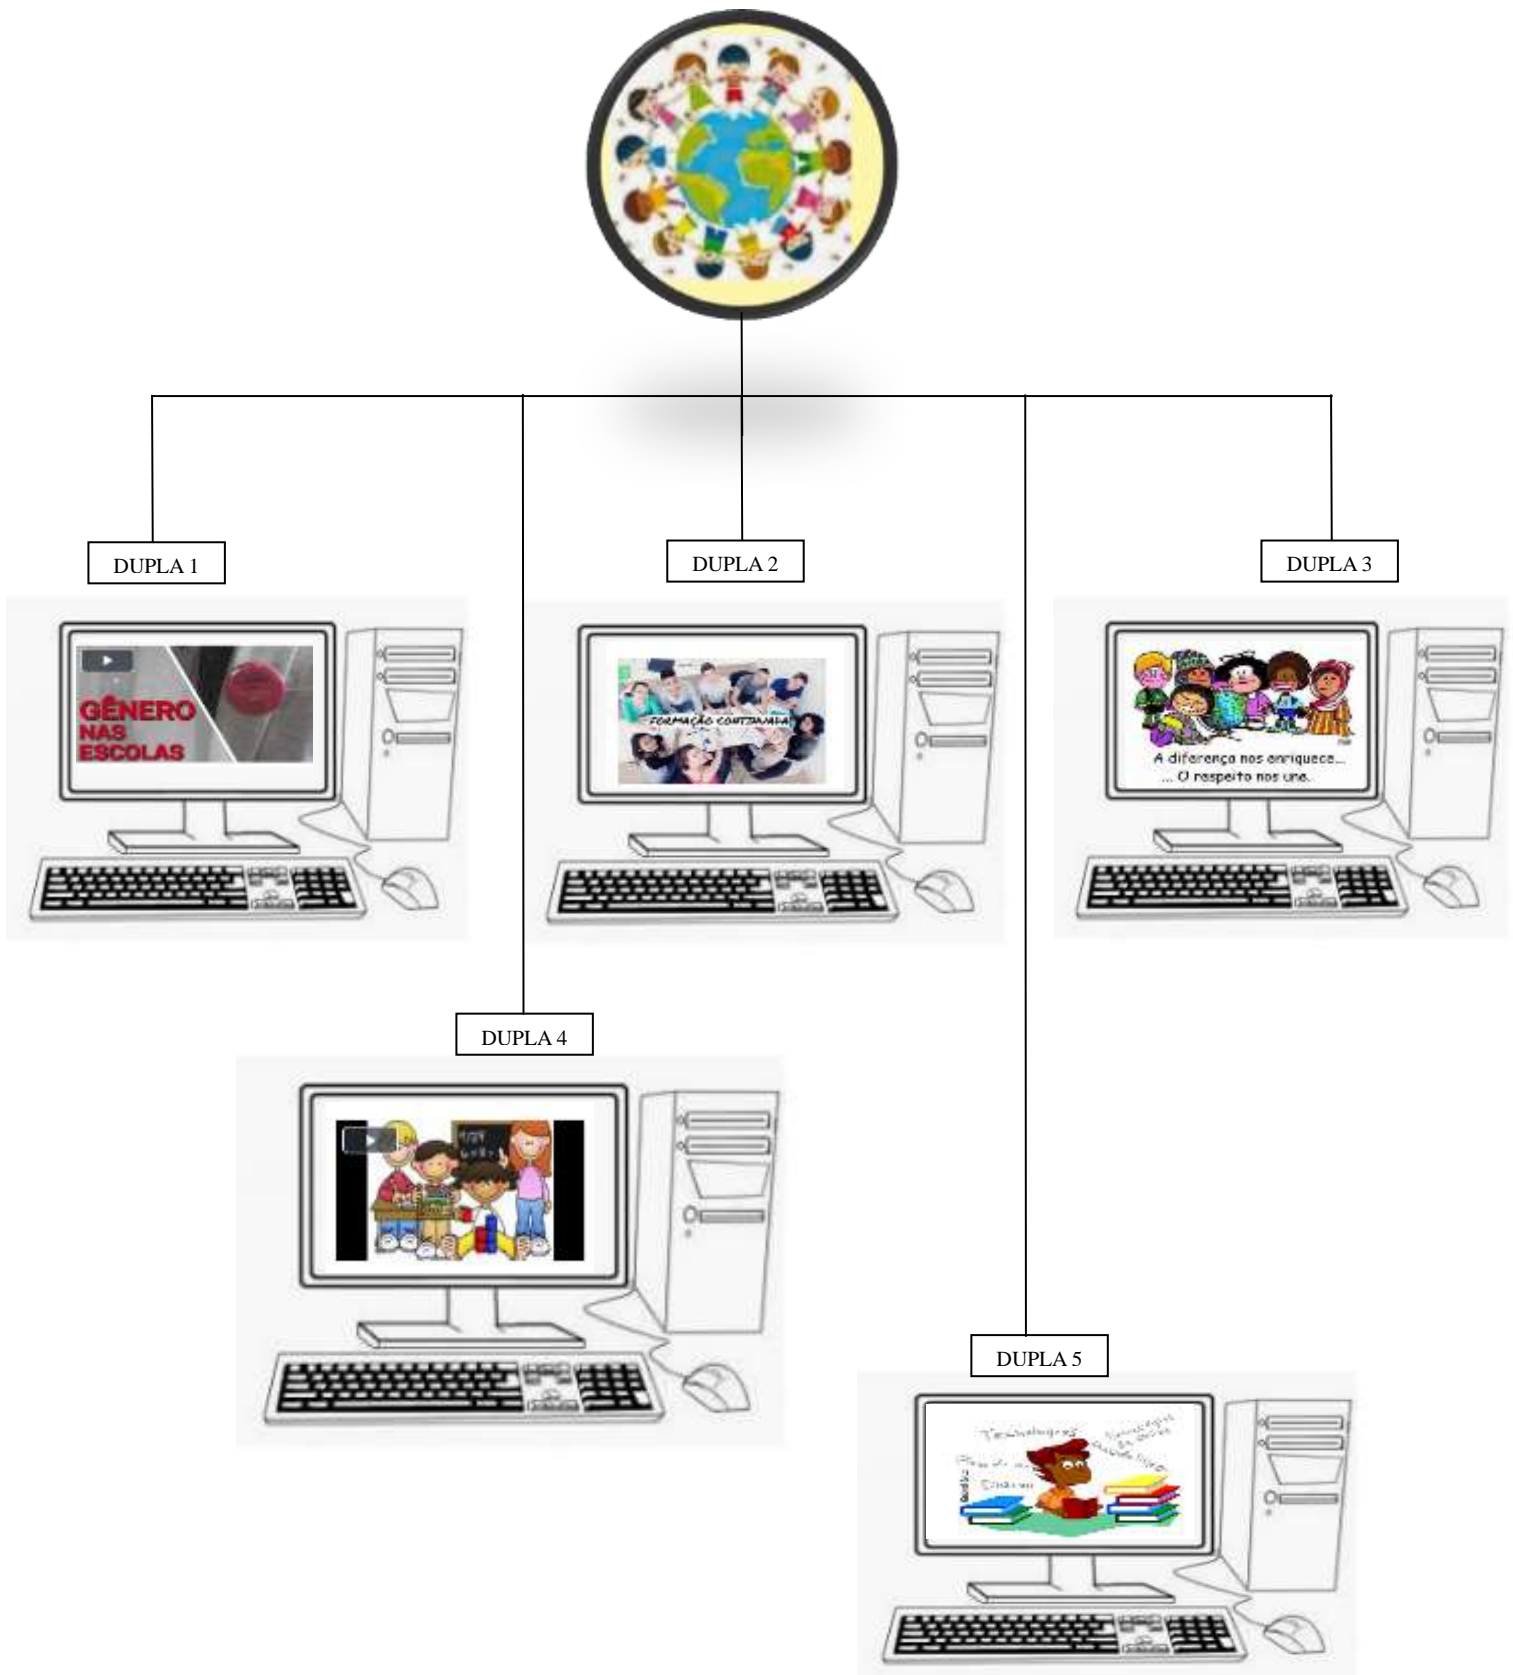 DUPLA 1
DUPLA 2
DUPLA 3
GÊNERO
NAS
ESCOLAS
FORMAÇÃO CONTINUADA
A diferença nos enriquece...
... O respeito nos une.
DUPLA 4
DUPLA 5
Tecnologias